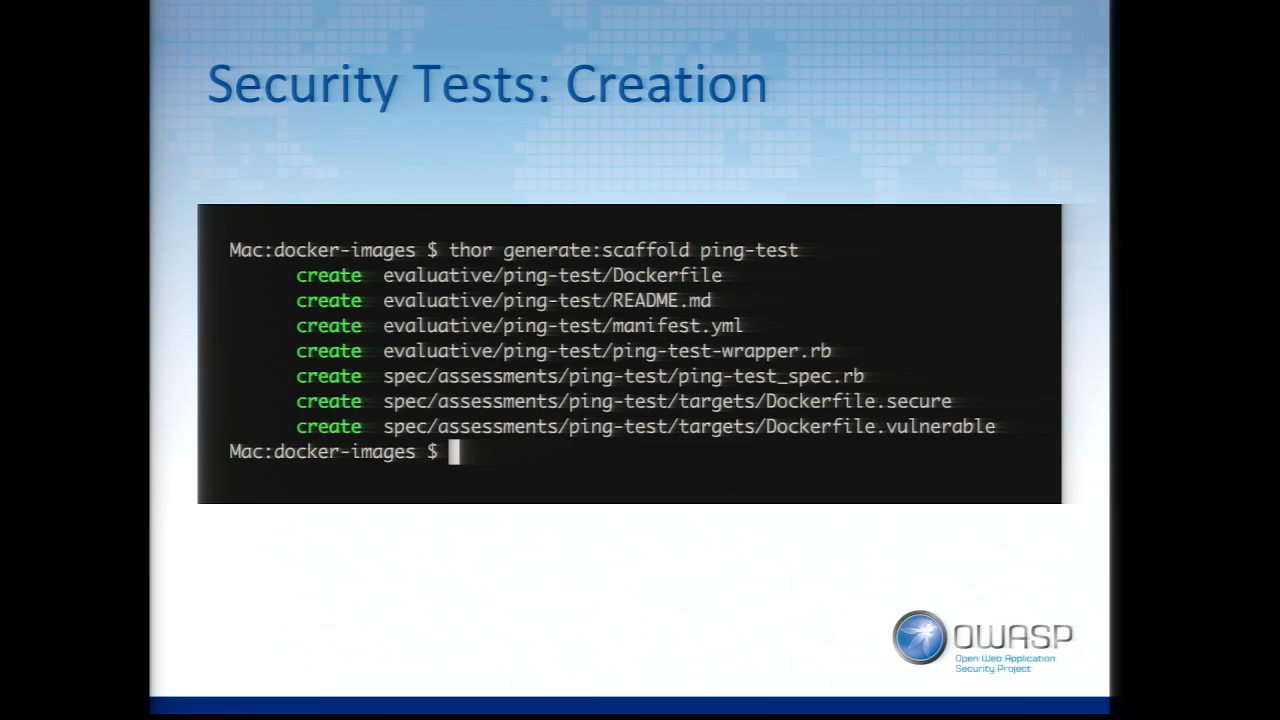 Security Tests: Creation
Mac:docker-images $ thor generate:scaffold ping-test
create evaluative/ping-test/Dockerfile
create evaluative/ping-test/README.md
create evaluative/ping-test/manifest.yml
create evaluative/ping-test/ping-test-wrapper.rb
create spec/assessments/ping-test/ping-test_spec.rb
create spec/assessments/ping-test/targets/Dockerfile.secure
create spec/assessments/ping-test/targets/Dockerfile.vulnerable
Mac:docker-images $
OWASP
Open Web Application
Security Project